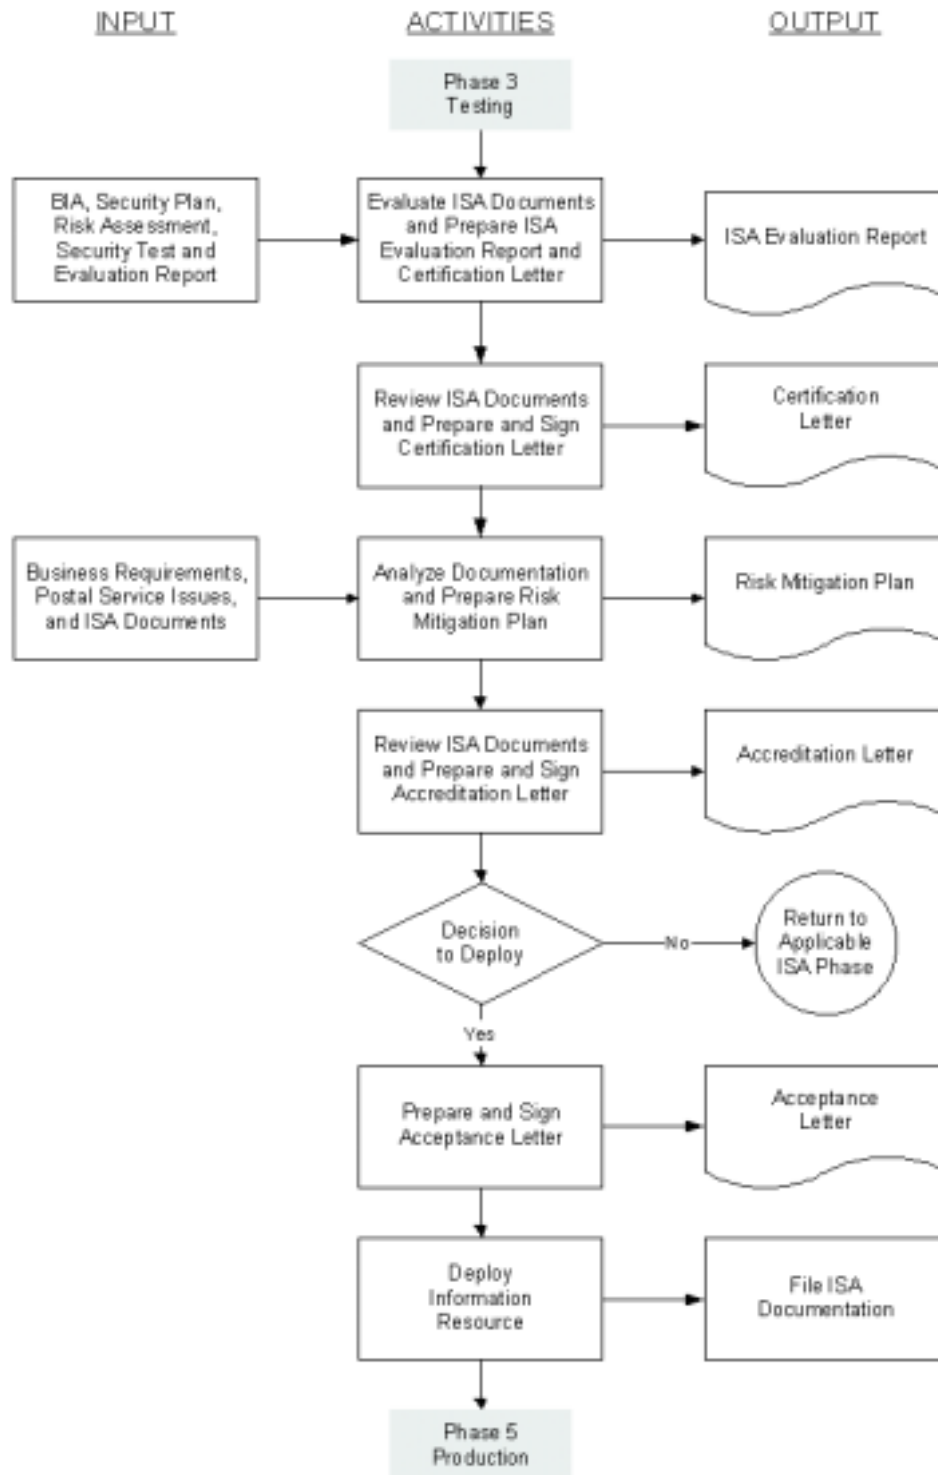 INPUT
ACTIVITIES
OUTPUT
Phase 3
Testing
BIA, Security Plan,
Risk Assessment,
Security Test and
Evaluation Report
Evaluate ISA Documents
and Prepare ISA
Evaluation Report and
Certification Letter
ISA Evaluation Report
Review ISA Documents
and Prepare and Sign
Certification Letter
Certification
Letter
Business Requirements,
Postal Service Issues,
and ISA Documents
Analyze Documentation
and Prepare Risk
Mitigation Plan
Risk Mitigation Plan
Review ISA Documents
and Prepare and Sign
Accreditation Letter
Accreditation Letter
Decision
to Deploy
No
Return to
Applicable
ISA Phase
Yes
Prepare and Sign
Acceptance Letter
Acceptance
Letter
Deploy
Information
Resource
File ISA
Documentation
Phase 5
Production